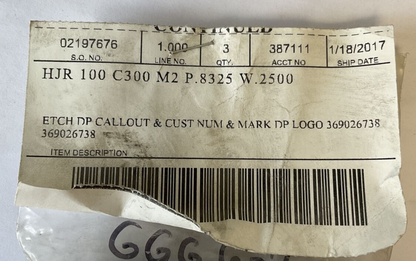 CONTINUED
02197676 1.000 3 387111 1/18/2017
S.O. NO. LINE NO. QTY. ACCT NO SHIP DATE
HJR 100 C300 M2 P.8325 W.2500
ETCH DP CALLOUT & CUST NUM & MARK DP LOGO 369026738
369026738
ITEM DESCRIPTION